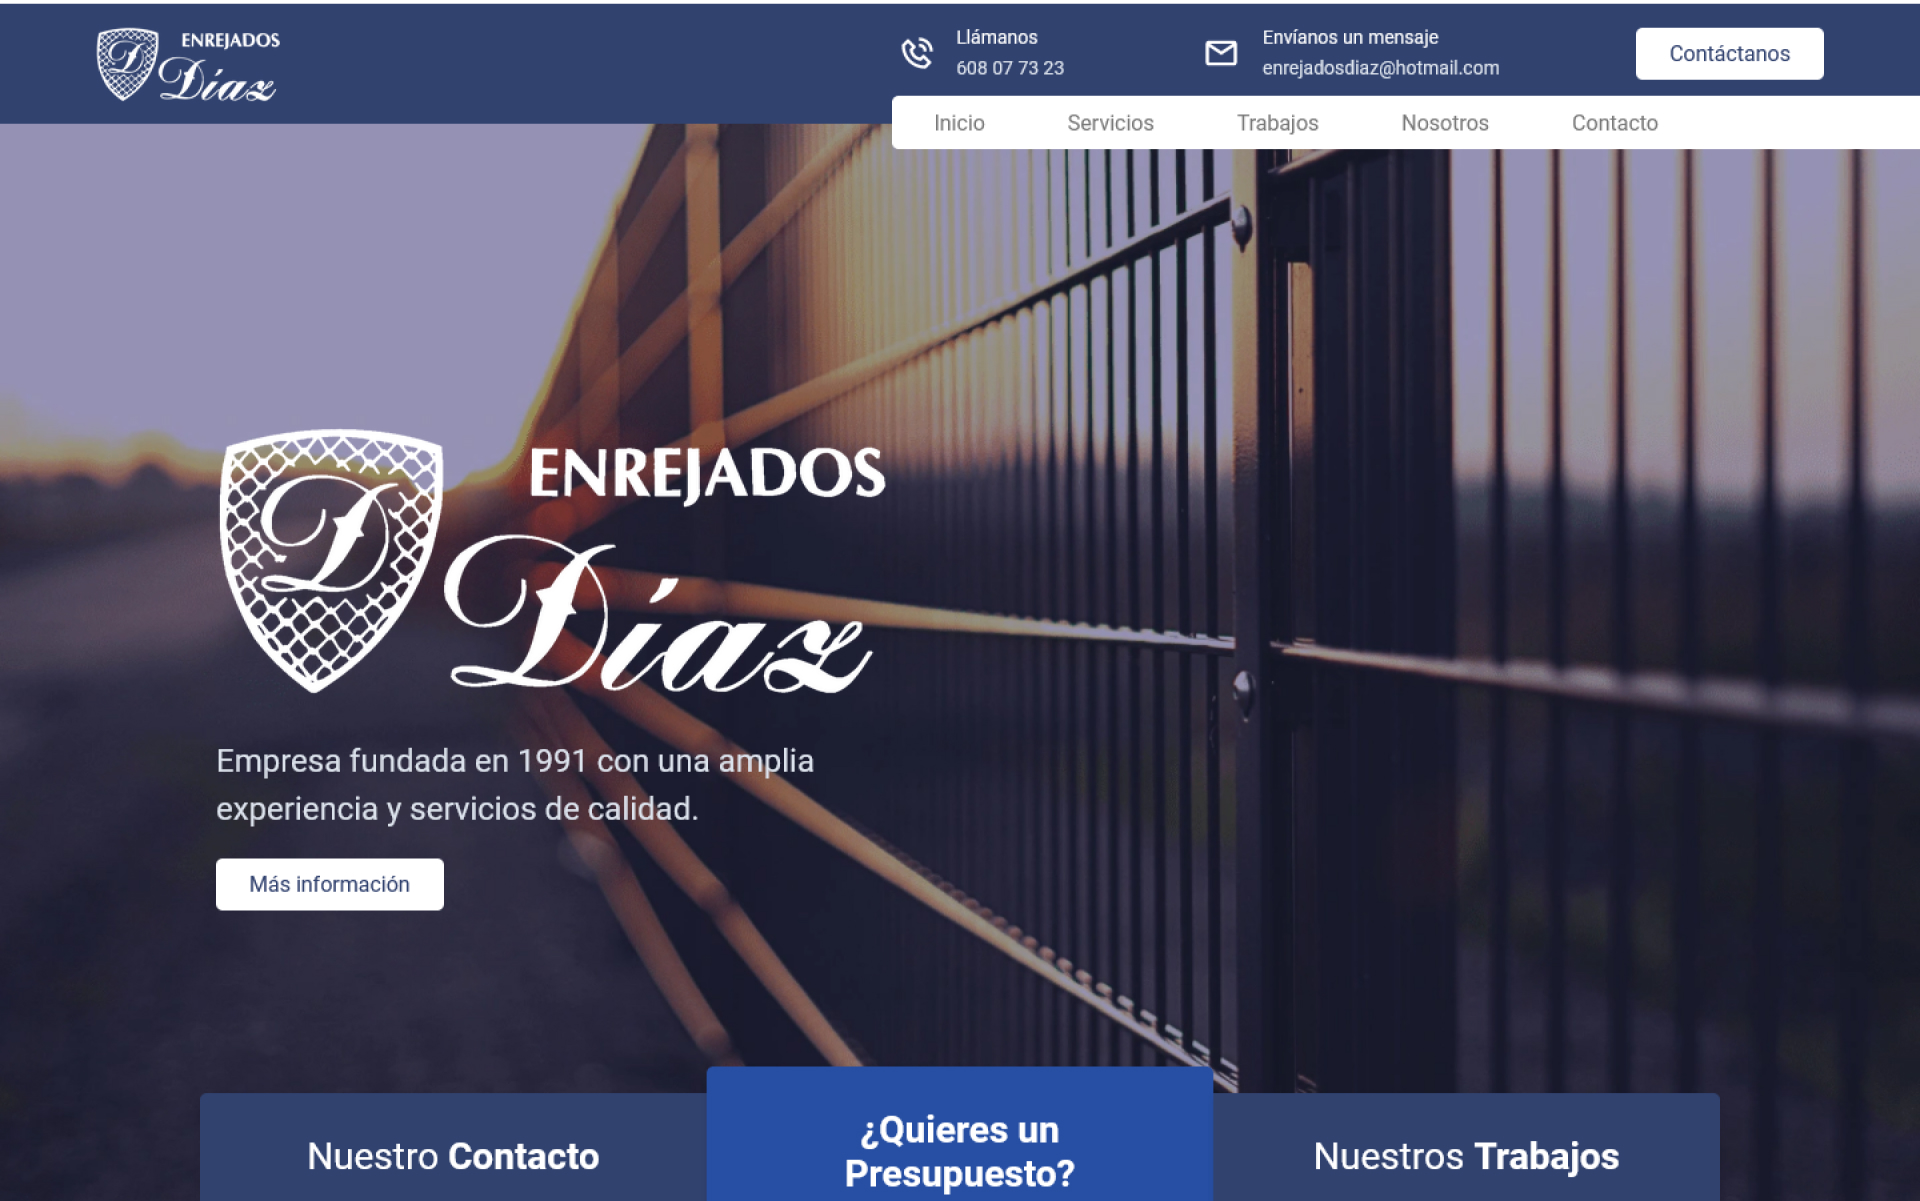 D
ENREJADOS
Díaz
Llámanos
608 07 73 23
Envíanos un mensaje
enrejadosdiaz@hotmail.com
Contáctanos
Inicio
Servicios
Trabajos
Nosotros
Contacto
D
ENREJADOS
Díaz
Empresa fundada en 1991 con una amplia
experiencia y servicios de calidad.
Más información
Nuestro Contacto
¿Quieres un
Presupuesto?
Nuestros Trabajos